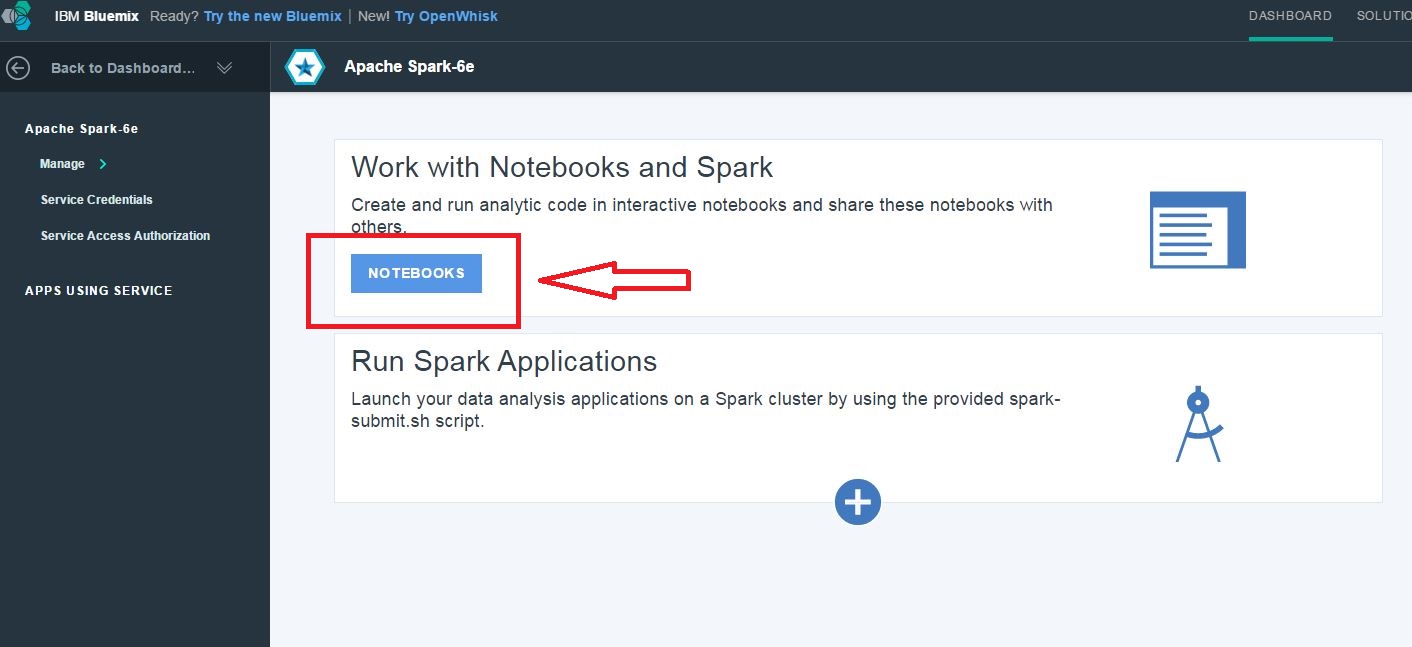 IBM Bluemix Ready? Try the new Bluemix | New! Try OpenWhisk
DASHBOARD SOLUTIO
Back to Dashboard...
Apache Spark-6e
Apache Spark-6e
Manage
Service Credentials
Service Access Authorization
APPS USING SERVICE
Work with Notebooks and Spark
Create and run analytic code in interactive notebooks and share these notebooks with
others.
NOTEBOOKS
Run Spark Applications
Launch your data analysis applications on a Spark cluster by using the provided spark-
submit.sh script.